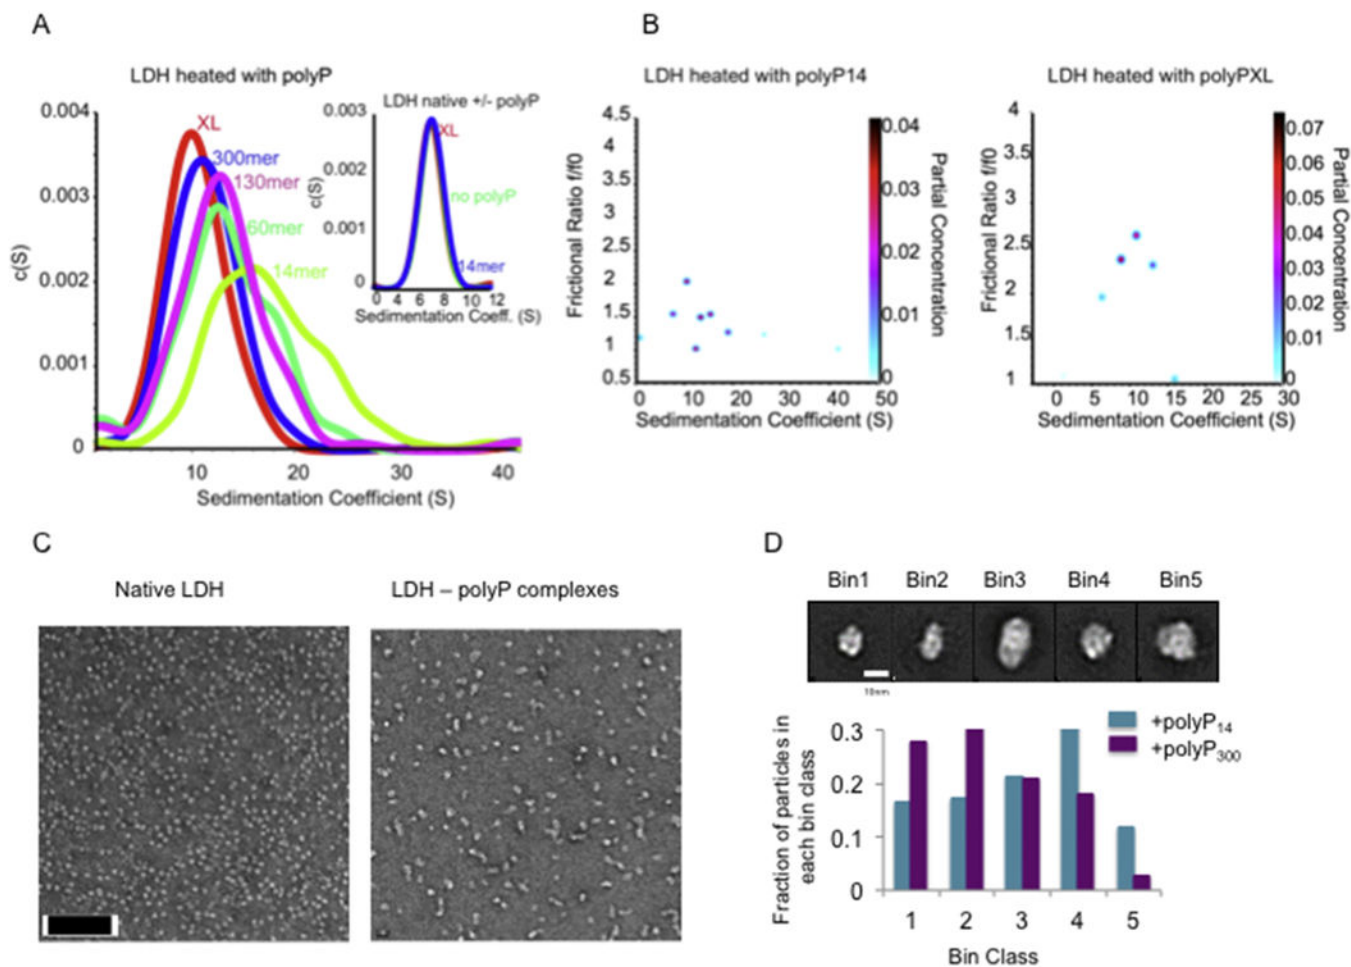 A
LDH heated with polyP
0.004
0.003
0.002
0.001
0
c(S)
XL
300mer
130mer
60mer
14mer
10
20
30
40
Sedimentation Coefficient (S)
LDH native +/- polyP
0.003
0.002
0.001
0
c(S)
XL
no polyP
14mer
0 4 6 8 10 12
Sedimentation Coeff. (S)
B
LDH heated with polyP14
4.5
4
3.5
3
2.5
2
1.5
1
0.5
Frictional Ratio f/f0
0 10 20 30 40 50
Sedimentation Coefficient (S)
0.04
0.03
0.02
0.01
0
Partial Concentration
LDH heated with polyPXL
4
3.5
3
2.5
2
1.5
1
Frictional Ratio f/f0
0 5 10 15 20 25 30
Sedimentation Coefficient (S)
0.07
0.06
0.05
0.04
0.03
0.02
0.01
0
Partial Concentration
C
Native LDH
LDH – polyP complexes
D
Bin1 Bin2 Bin3 Bin4 Bin5
10nm
+polyP14
+polyP300
0.3
0.2
0.1
0
Fraction of particles in
each bin class
1 2 3 4 5
Bin Class